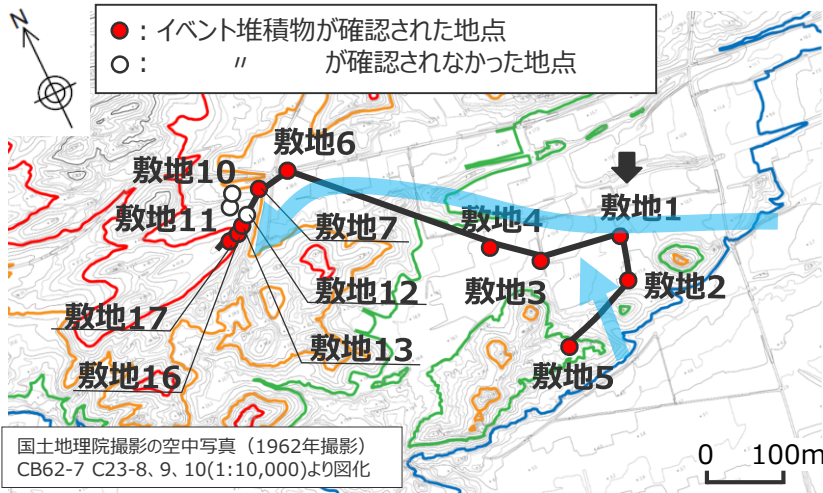 N
●：イベント堆積物が確認された地点
○：　　〃　　が確認されなかった地点
敷地6
敷地10
敷地11
敷地7
敷地4
敷地1
敷地3
敷地2
敷地12
敷地17
敷地13
敷地16
敷地5
国土地理院撮影の空中写真（1962年撮影）
CB62-7 C23-8、9、10(1:10,000)より図化
0 100m